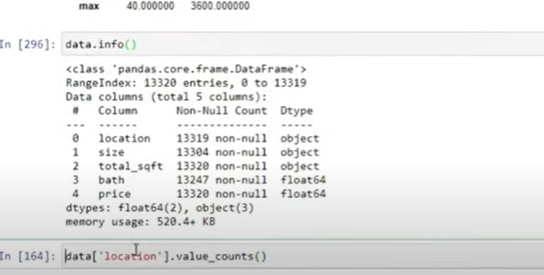 max 40.000000 3600.000000
In [296]: data.info()
<class 'pandas.core.frame.DataFrame'>
RangeIndex: 13320 entries, 0 to 13319
Data columns (total 5 columns):
# Column Non-Null Count Dtype
--- ------ -------------- -----
0 location 13319 non-null object
1 size 13304 non-null object
2 total_sqft 13320 non-null object
3 bath 13247 non-null float64
4 price 13320 non-null float64
dtypes: float64(2), object(3)
memory usage: 520.4+ KB
In [164]: data['location'].value_counts()